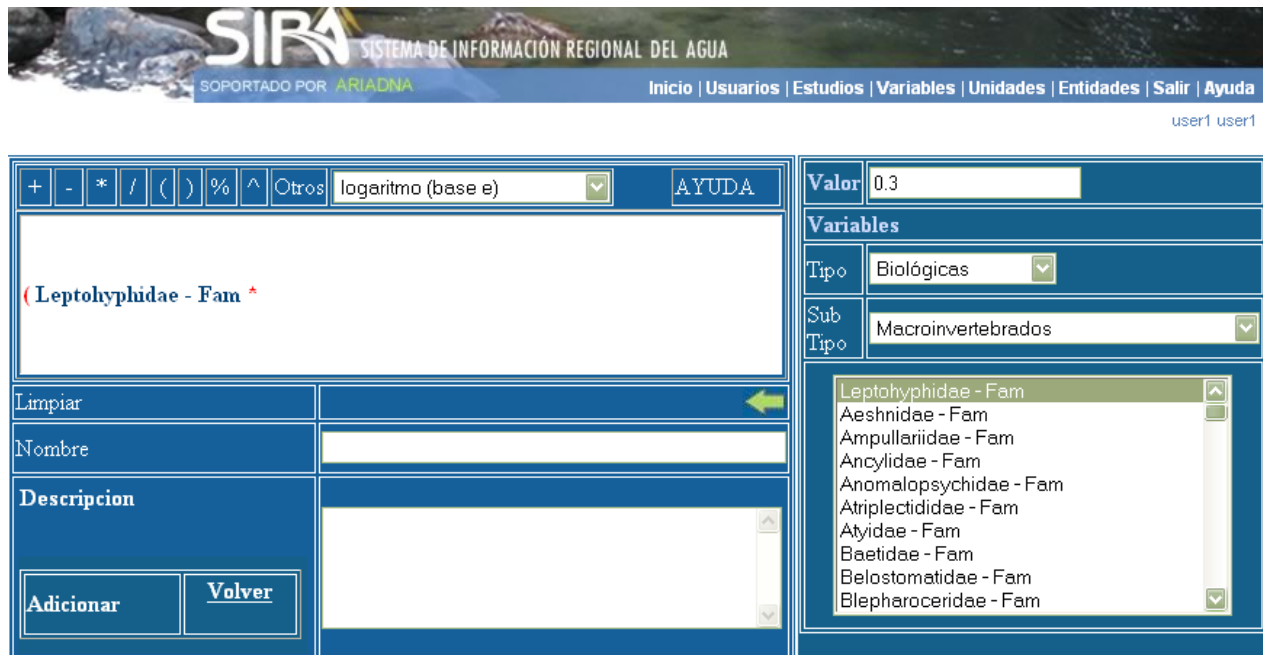 SIRA SISTEMA DE INFORMACIÓN REGIONAL DEL AGUA
SOPORTADO POR ARIADNA
Inicio | Usuarios | Estudios | Variables | Unidades | Entidades | Salir | Ayuda
user1 user1
+ - * / ( ) % ^ Otros logaritmo (base e) AYUDA
( Leptohyphidae - Fam *
Limpiar
Nombre
Descripcion
Adicionar Volver
Valor 0.3
Variables
Tipo Biológicas
Sub
Tipo Macroinvertebrados
Leptohyphidae - Fam
Aeshnidae - Fam
Ampullariidae - Fam
Ancylidae - Fam
Anomalopsychidae - Fam
Atriplectididae - Fam
Atyidae - Fam
Baetidae - Fam
Belostomatidae - Fam
Blepharoceridae - Fam